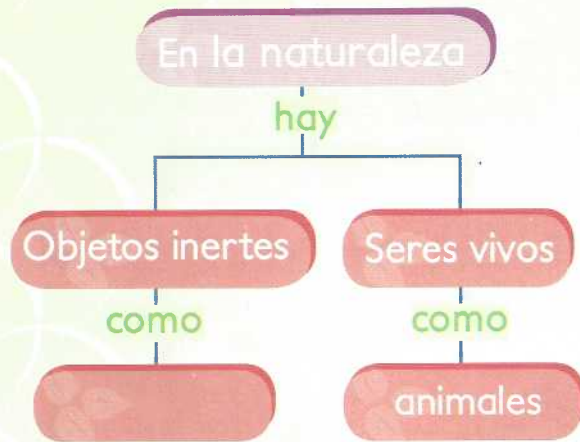 En la naturaleza
hay
Objetos inertes
Seres vivos
como
como
animales